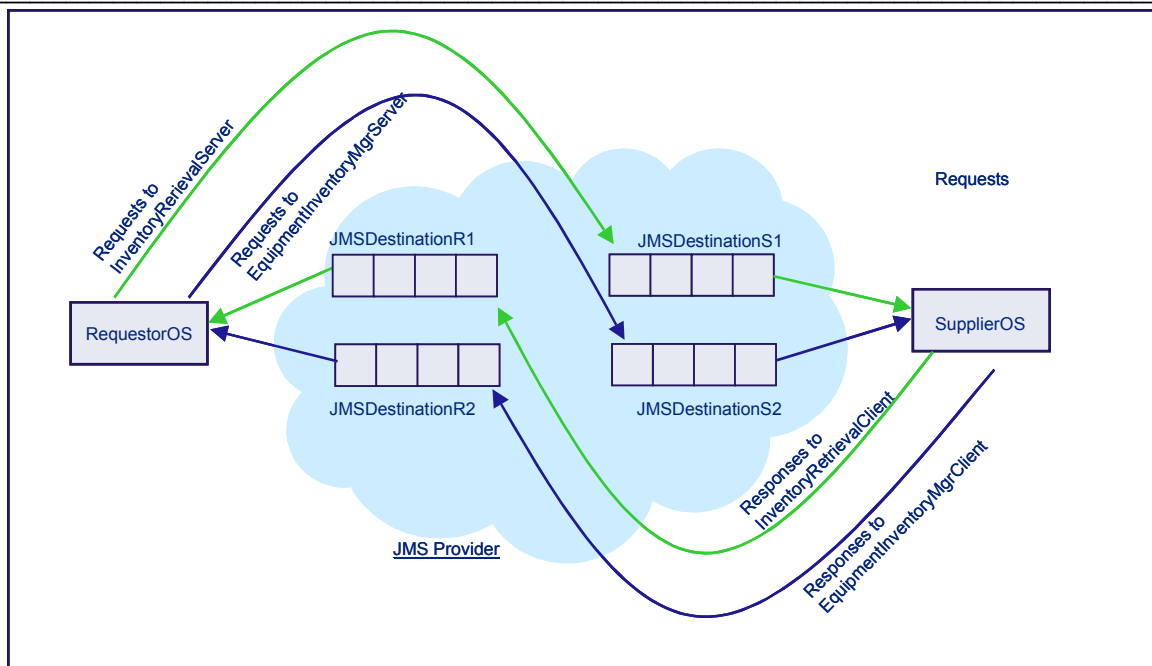 Requests to
InventoryRerievalServer
Requests to
EquipmentInventoryMgrServer
Requests
JMSDestinationR1
JMSDestinationS1
RequestorOS
SupplierOS
JMSDestinationR2
JMSDestinationS2
Responses to
InventoryRetrievalClient
Responses to
EquipmentInventoryMgrClient
JMS Provider